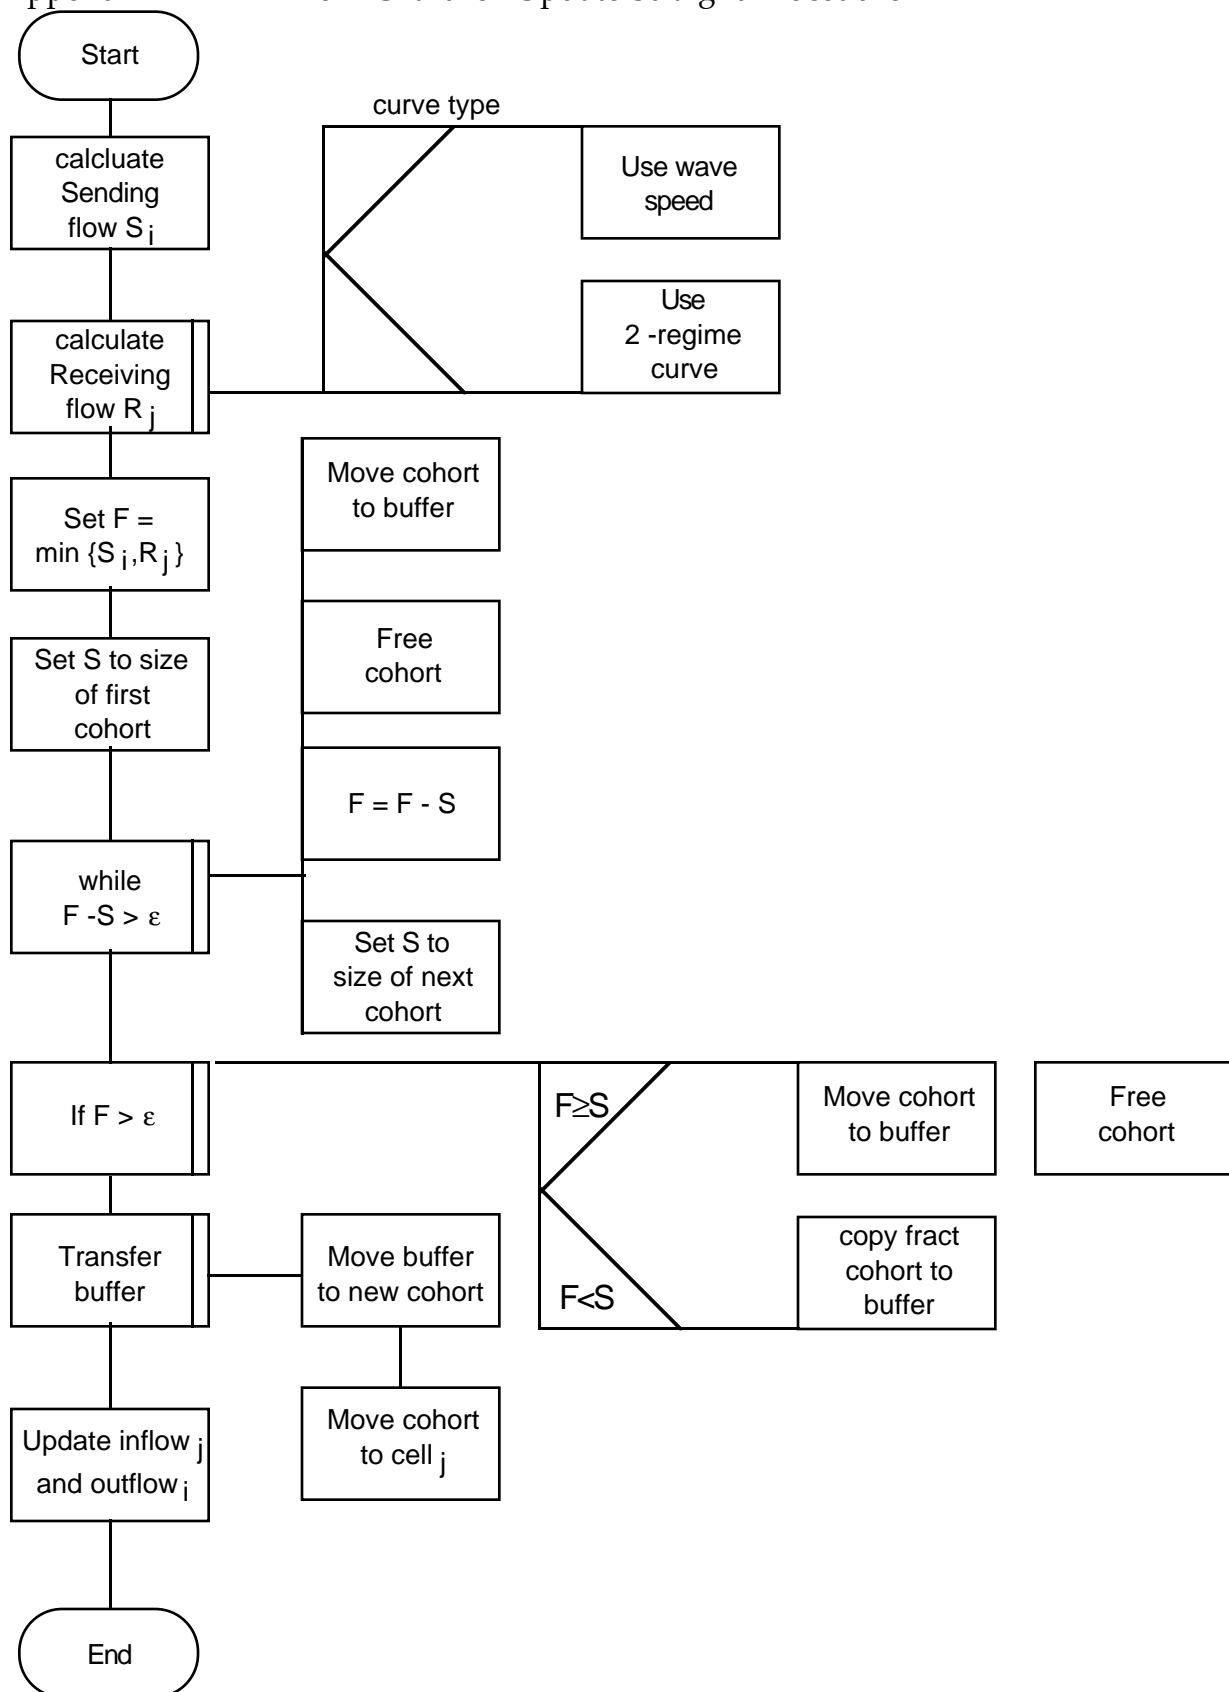 Start
calcluate
Sending
flow S i
calculate
Receiving
flow R j
curve type
Use wave
speed
Use
2 -regime
curve
Set F =
min {S i ,R j }
Set S to size
of first
cohort
while
F -S > ε
Move cohort
to buffer
Free
cohort
F = F - S
Set S to
size of next
cohort
If F > ε
F≥S
Move cohort
to buffer
Free
cohort
F<S
copy fract
cohort to
buffer
Transfer
buffer
Move buffer
to new cohort
Move cohort
to cell j
Update inflow j
and outflow i
End